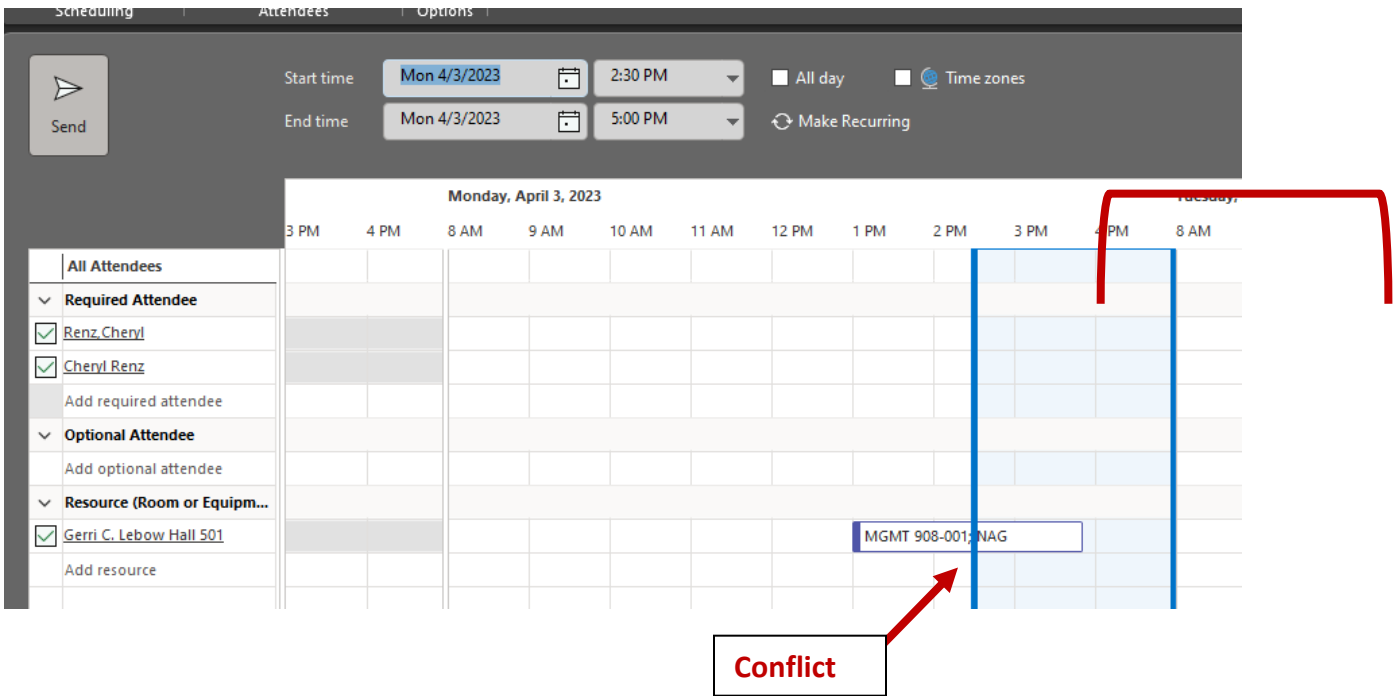 Scheduling Attendees Options
Start time Mon 4/3/2023 2:30 PM All day Time zones
Send
End time Mon 4/3/2023 5:00 PM Make Recurring
Monday, April 3, 2023 Tuesday,
3 PM 4 PM 8 AM 9 AM 10 AM 11 AM 12 PM 1 PM 2 PM 3 PM 4 PM 8 AM
All Attendees
Required Attendee
Renz,Cheryl
Cheryl Renz
Add required attendee
Optional Attendee
Add optional attendee
Resource (Room or Equipm...
Gerri C. Lebow Hall 501 MGMT 908-001; NAG
Add resource
Conflict